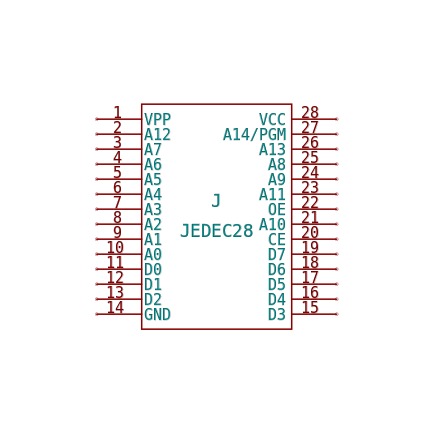 1 VPP VCC 28
2 A12 A14/PGM 27
3 A7 A13 26
4 A6 A8 25
5 A5 A9 24
6 A4 A11 23
7 A3 J OE 22
8 A2 A10 21
9 A1 JEDEC28 CE 20
10 A0 D7 19
11 D0 D6 18
12 D1 D5 17
13 D2 D4 16
14 GND D3 15